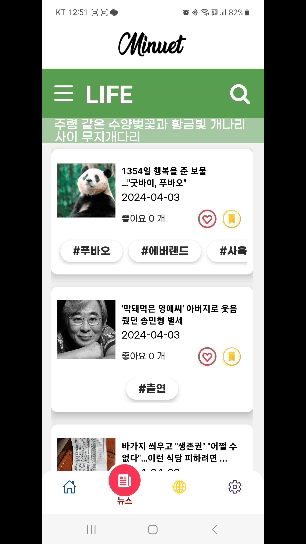 KT 12:51
82%
Minuet
LIFE
주렴 같은 수양벚꽃과 황금빛 개나리
사이 무지개다리
1354일 행복을 준 보물
..."굿바이, 푸바오"
2024-04-03
좋아요 0 개
#푸바오 #에버랜드 #사육
'막돼먹은 영애씨' 아버지로 웃음
줬던 송민형 별세
2024-04-03
좋아요 0 개
#출연
바가지 씌우고 "생존권" "어쩔 수
없다"...이런 식당 피하려면 ...
뉴스